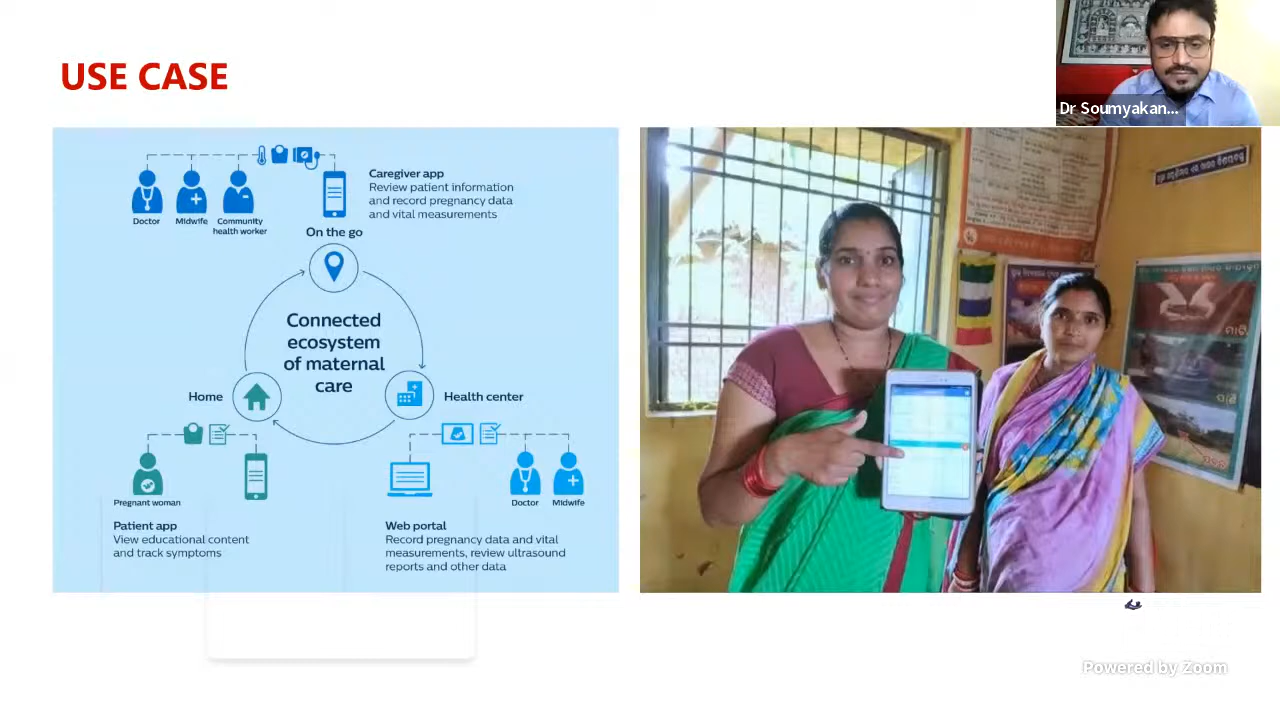 USE CASE
Dr Soumyakan...
Doctor
Midwife
Community
health worker
Caregiver app
Review patient information
and record pregnancy data
and vital measurements
On the go
Connected
ecosystem
of maternal
care
Home
Health center
Pregnant woman
Patient app
View educational content
and track symptoms
Doctor
Midwife
Web portal
Record pregnancy data and vital
measurements, review ultrasound
reports and other data
ମାଟି
ପାଣି
ପବନ
Powered by Zoom